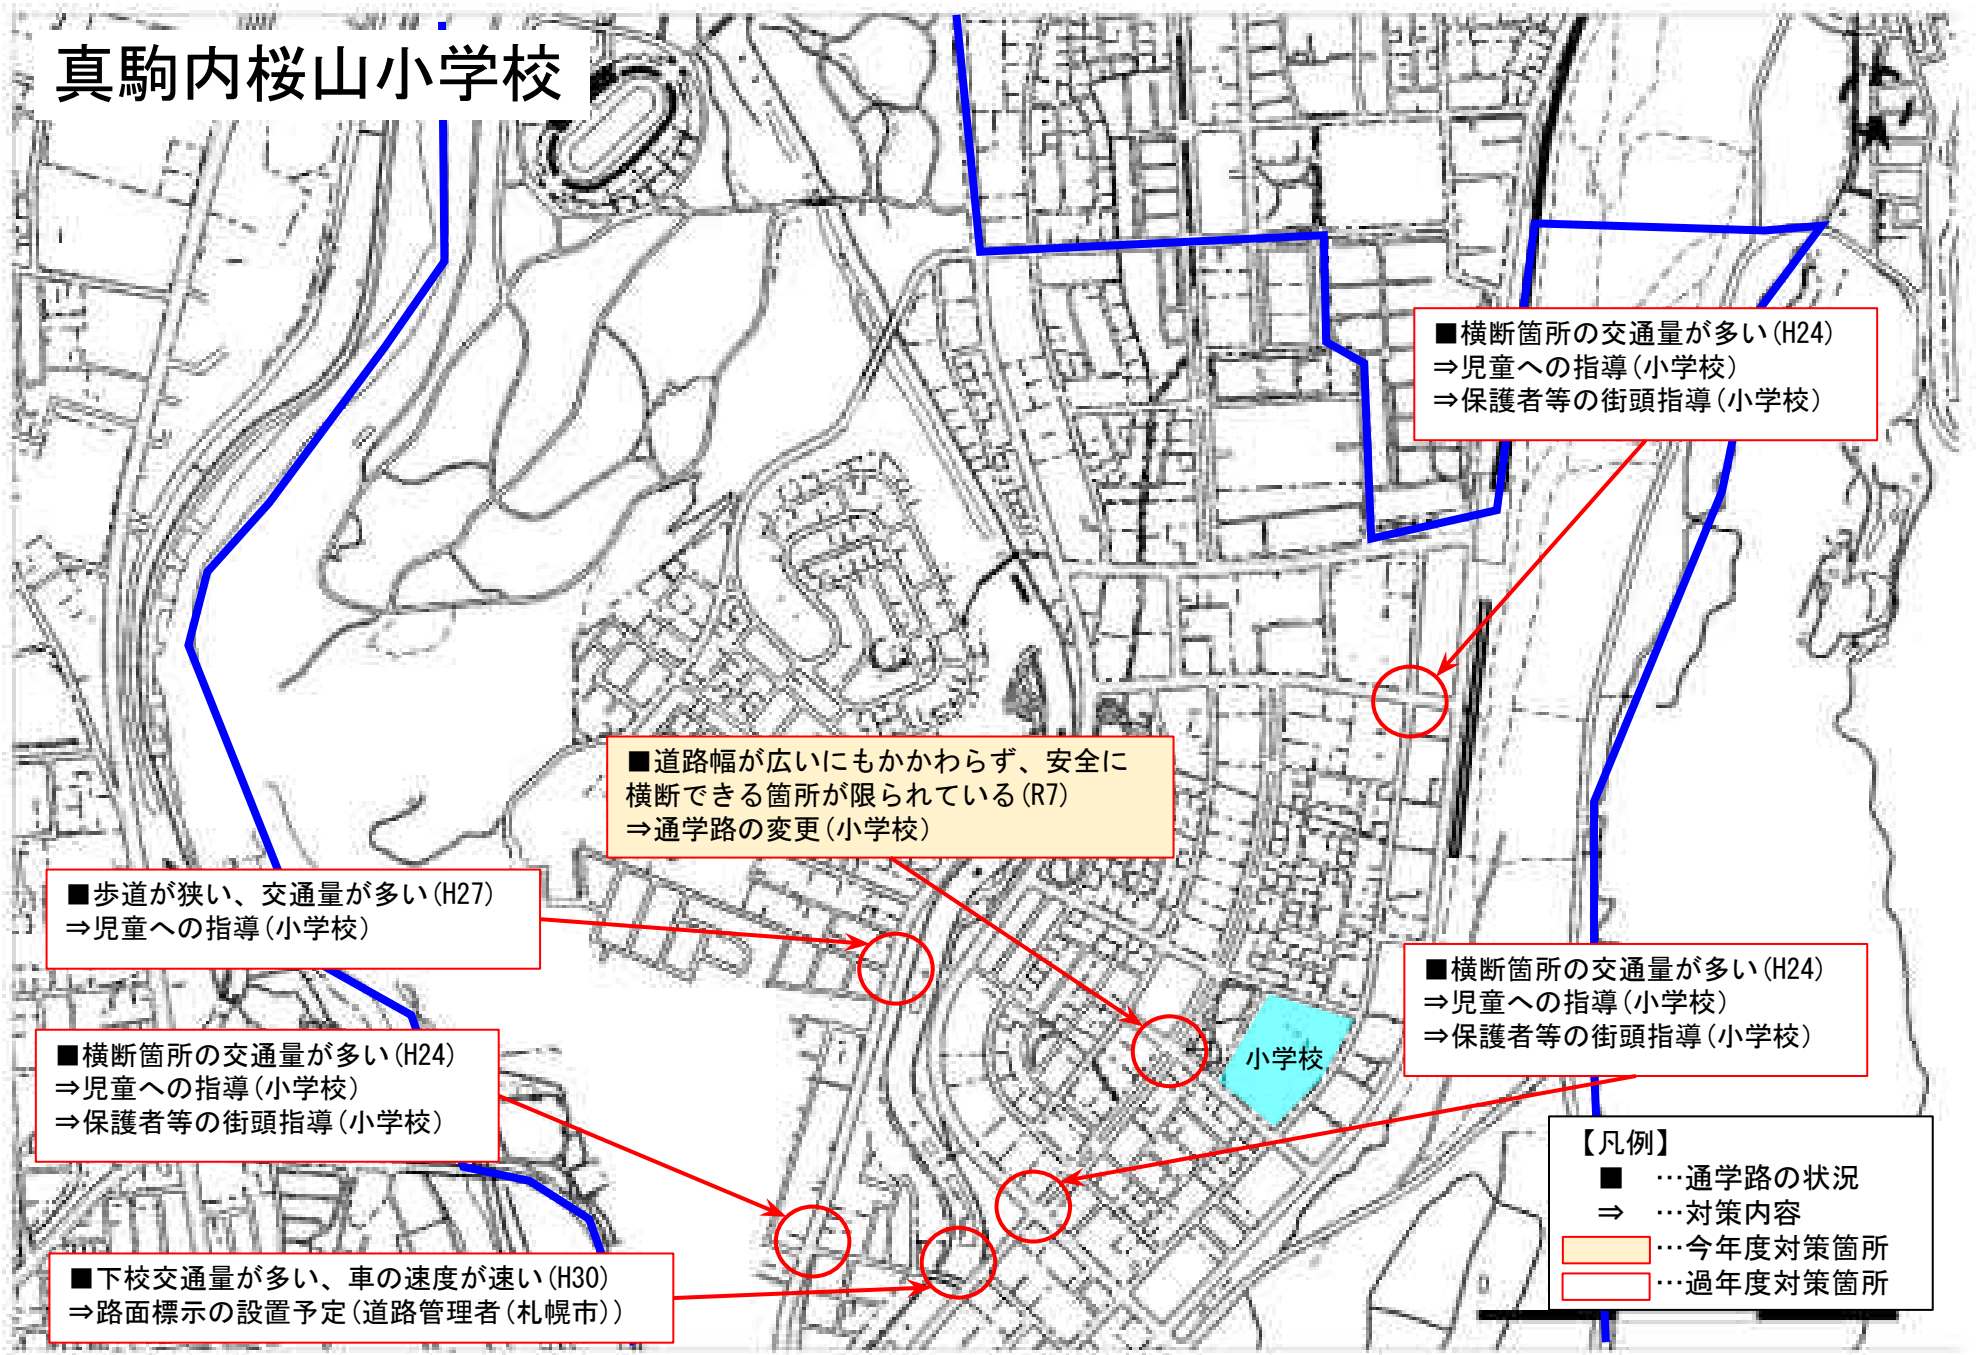 真駒内桜山小学校
■横断箇所の交通量が多い(H24)
⇒児童への指導(小学校)
⇒保護者等の街頭指導(小学校)
■道路幅が広いにもかかわらず、安全に
横断できる箇所が限られている(R7)
⇒通学路の変更(小学校)
■歩道が狭い、交通量が多い(H27)
⇒児童への指導(小学校)
■横断箇所の交通量が多い(H24)
⇒児童への指導(小学校)
⇒保護者等の街頭指導(小学校)
小学校
■横断箇所の交通量が多い(H24)
⇒児童への指導(小学校)
⇒保護者等の街頭指導(小学校)
■下校交通量が多い、車の速度が速い(H30)
⇒路面標示の設置予定(道路管理者(札幌市))
【凡例】
■ …通学路の状況
⇒ …対策内容
…今年度対策箇所
…過年度対策箇所